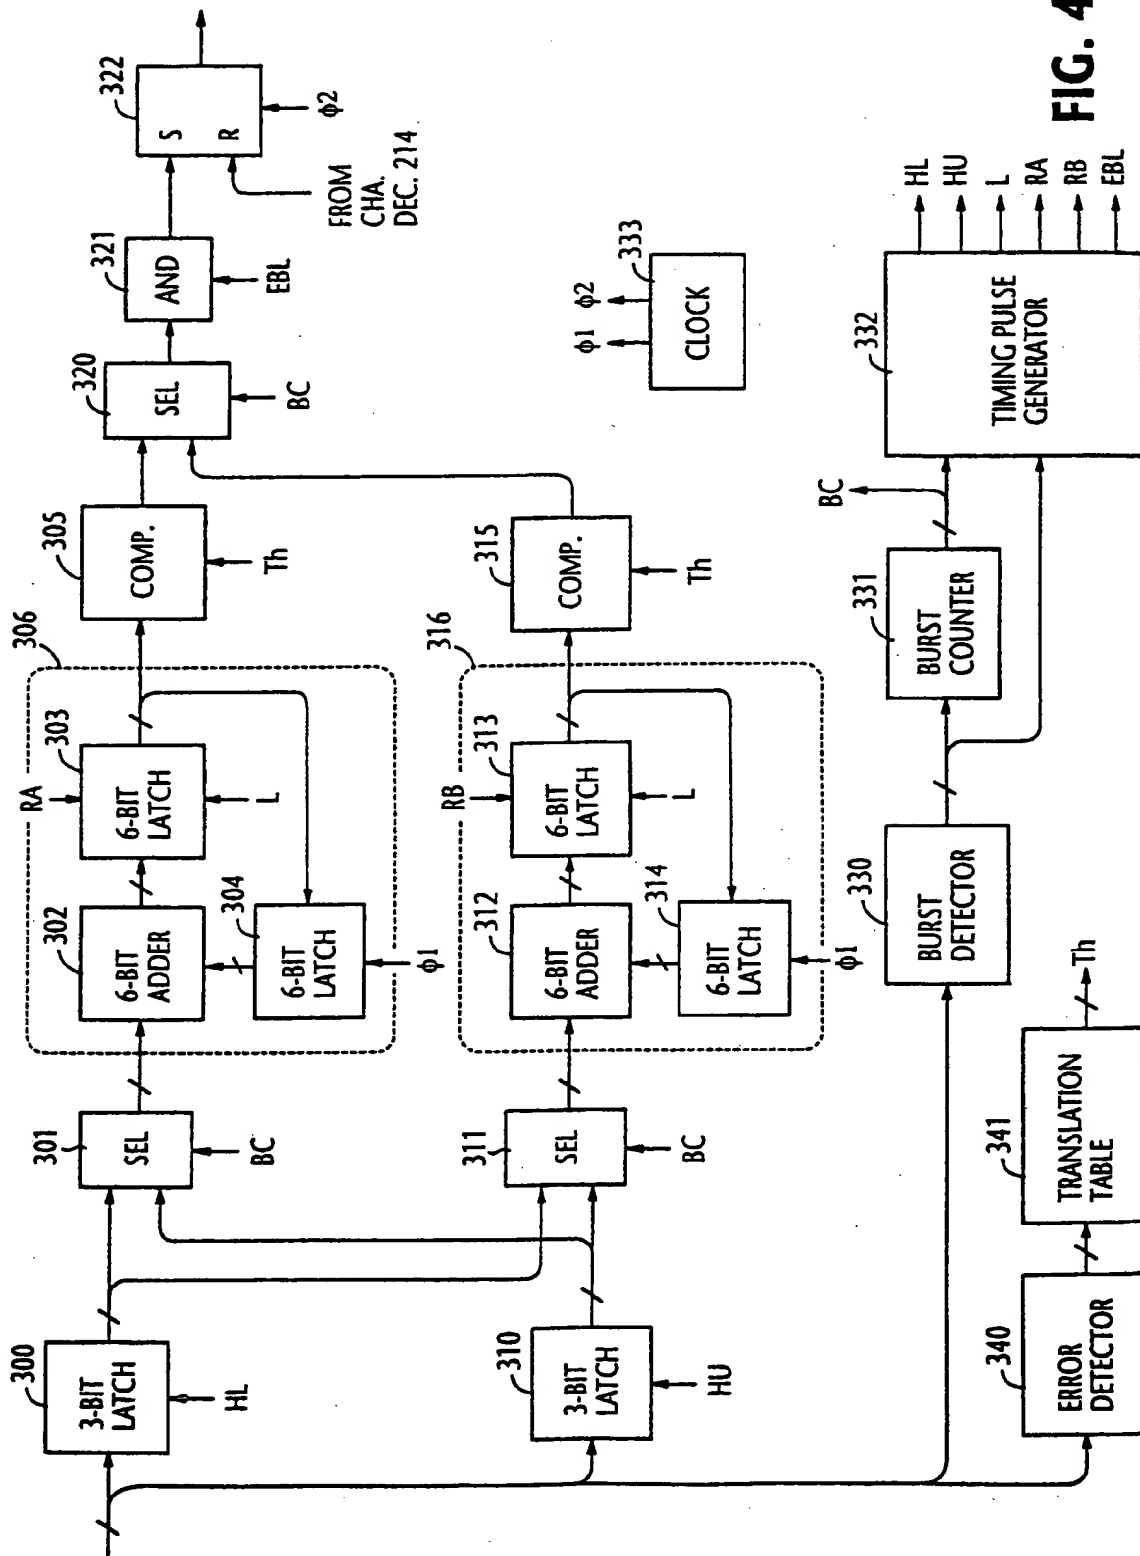 300
3-BIT
LATCH
HL
301
SEL
BC
302
6-BIT
ADDER
RA
303
6-BIT
LATCH
L
304
6-BIT
LATCH
φ1
306
305
COMP.
Th
320
SEL
BC
321
AND
EBL
322
S
R
φ2
FROM
CHA.
DEC. 214
310
3-BIT
LATCH
HU
311
SEL
BC
312
6-BIT
ADDER
RB
313
6-BIT
LATCH
L
314
6-BIT
LATCH
φ1
316
315
COMP.
Th
φ1
φ2
333
CLOCK
330
BURST
DETECTOR
331
BURST
COUNTER
BC
332
TIMING PULSE
GENERATOR
HL
HU
L
RA
RB
EBL
340
ERROR
DETECTOR
341
TRANSLATION
TABLE
Th
FIG. 4